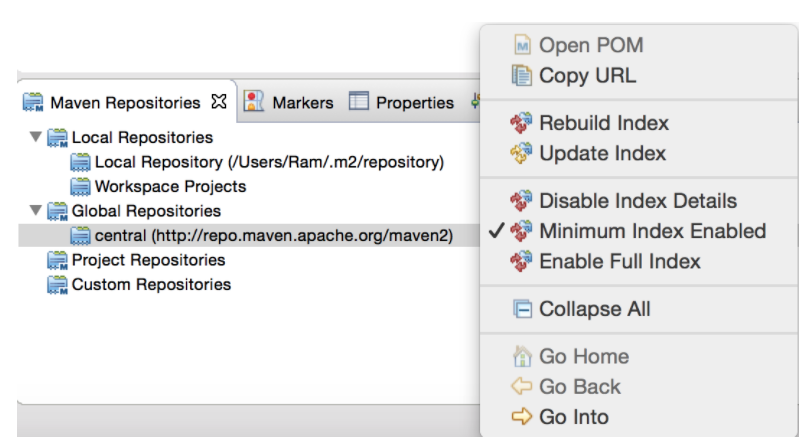 Maven Repositories
Markers
Properties
Local Repositories
Local Repository (/Users/Ram/.m2/repository)
Workspace Projects
Global Repositories
central (http://repo.maven.apache.org/maven2)
Project Repositories
Custom Repositories
Open POM
Copy URL
Rebuild Index
Update Index
Disable Index Details
Minimum Index Enabled
Enable Full Index
Collapse All
Go Home
Go Back
Go Into